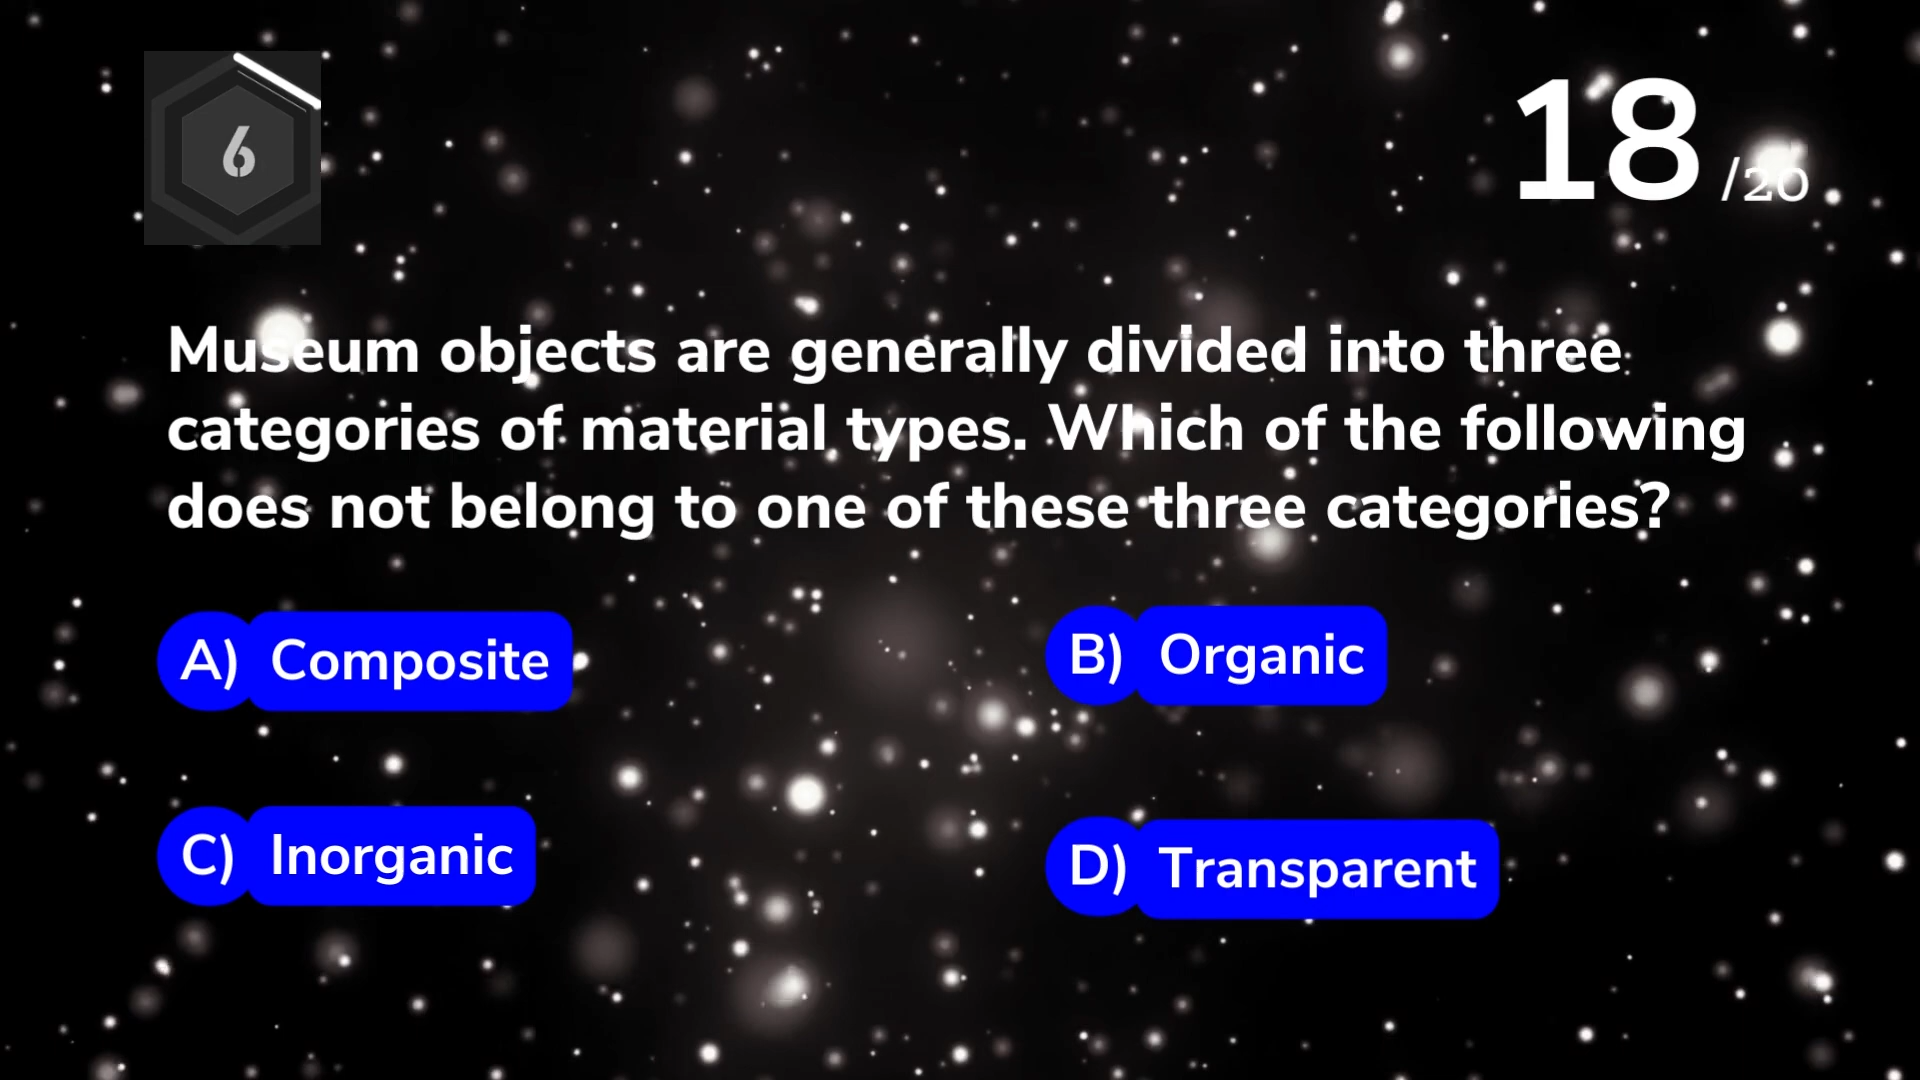 6
18 /20
Museum objects are generally divided into three
categories of material types. Which of the following
does not belong to one of these three categories?
A) Composite
B) Organic
C) Inorganic
D) Transparent